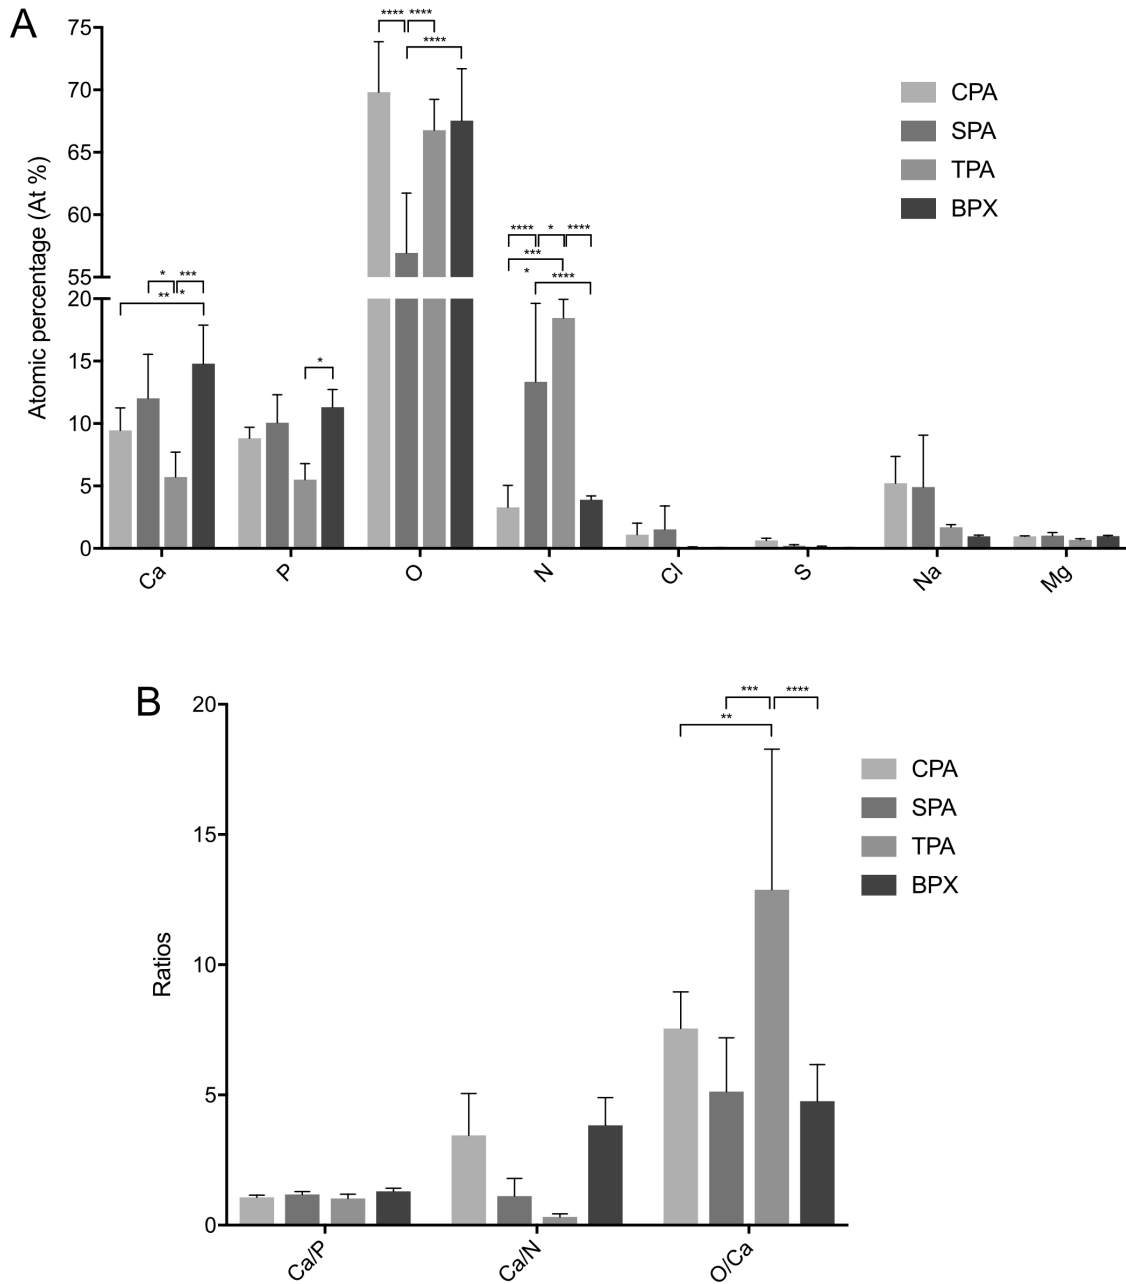 A
Atomic percentage (At %)
75
70
65
60
55
20
15
10
5
0
**** ****
****
**** * ****
***
*
****
* ***
** *
*
Ca P O N Cl S Na Mg
CPA
SPA
TPA
BPX
B
Ratios
20
15
10
5
0
*** ****
**
Ca/P Ca/N O/Ca
CPA
SPA
TPA
BPX